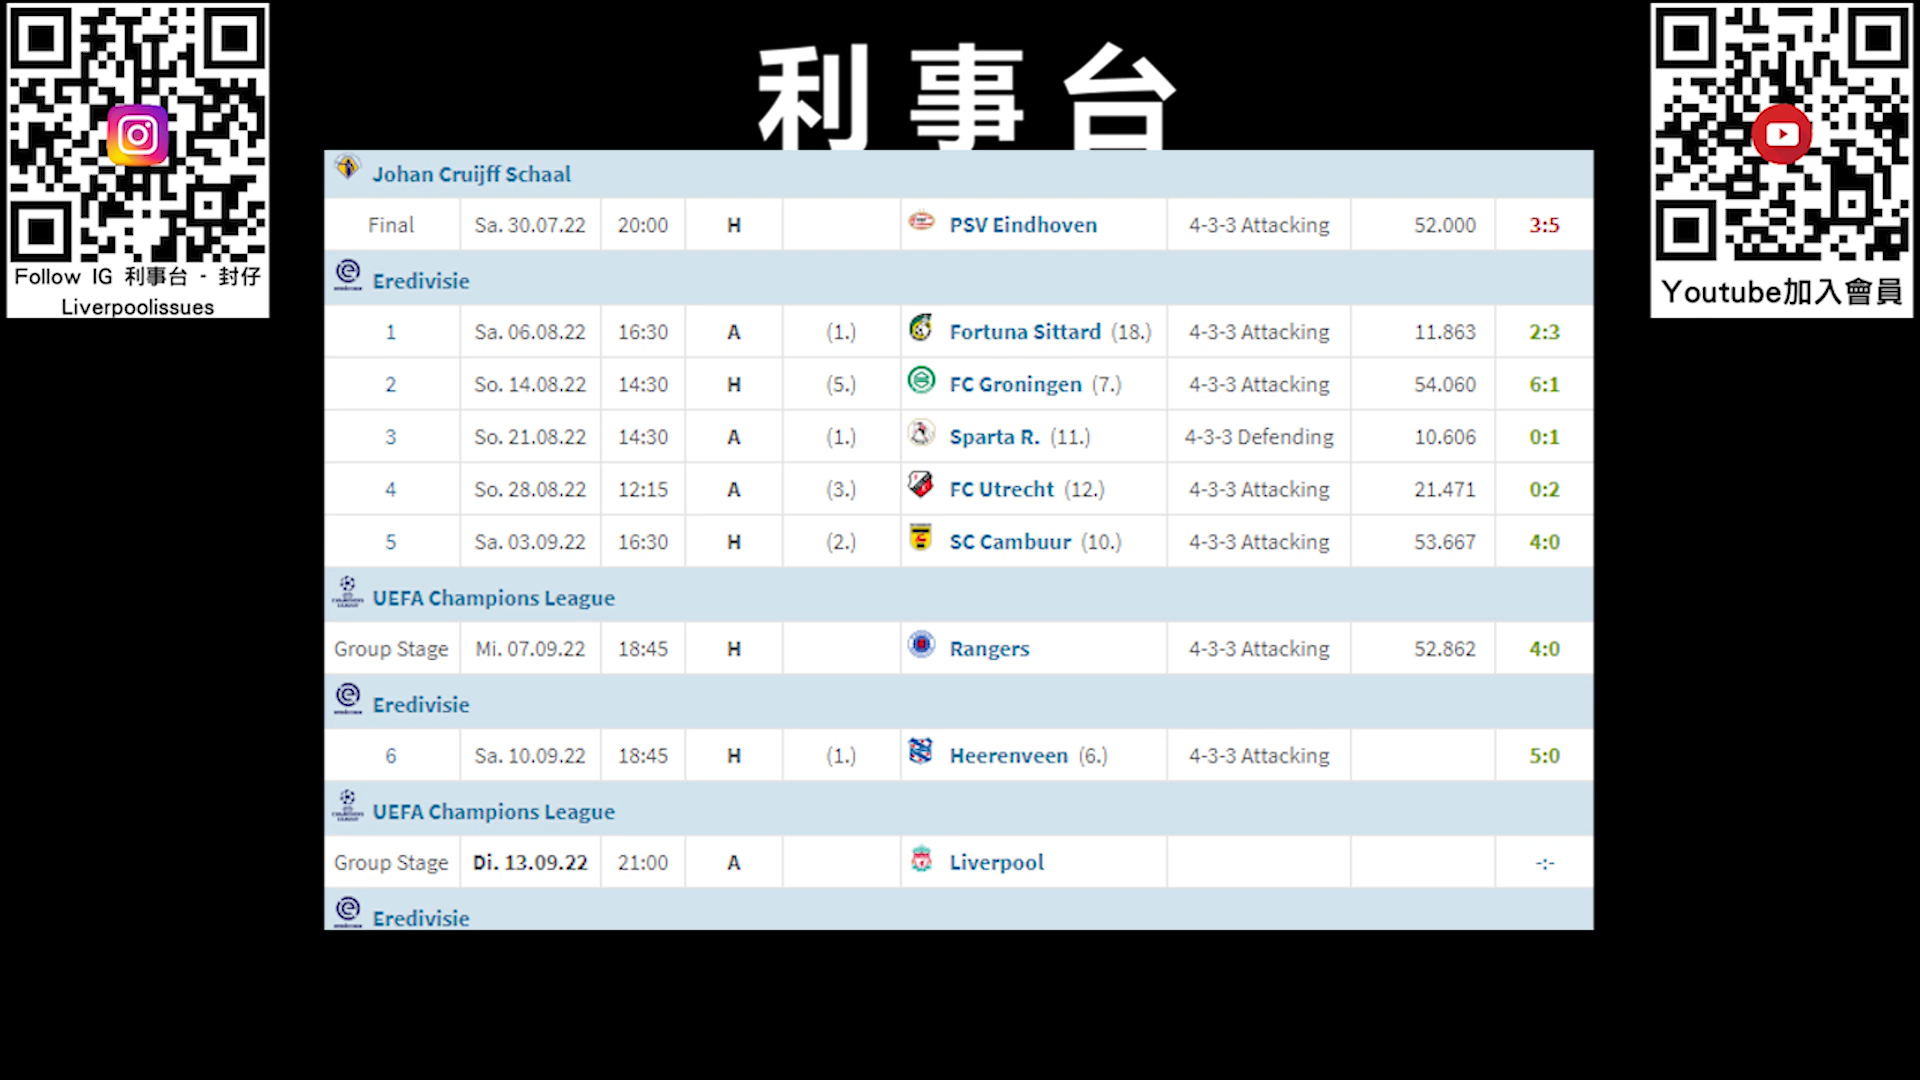 利事台
Follow IG 利事台 - 封仔
Liverpoolissues
Youtube加入會員
Johan Cruijff Schaal
Final Sa. 30.07.22 20:00 H PSV Eindhoven 4-3-3 Attacking 52.000 3:5
Eredivisie
1 Sa. 06.08.22 16:30 A (1.) Fortuna Sittard (18.) 4-3-3 Attacking 11.863 2:3
2 So. 14.08.22 14:30 H (5.) FC Groningen (7.) 4-3-3 Attacking 54.060 6:1
3 So. 21.08.22 14:30 A (1.) Sparta R. (11.) 4-3-3 Defending 10.606 0:1
4 So. 28.08.22 12:15 A (3.) FC Utrecht (12.) 4-3-3 Attacking 21.471 0:2
5 Sa. 03.09.22 16:30 H (2.) SC Cambuur (10.) 4-3-3 Attacking 53.667 4:0
UEFA Champions League
Group Stage Mi. 07.09.22 18:45 H Rangers 4-3-3 Attacking 52.862 4:0
Eredivisie
6 Sa. 10.09.22 18:45 H (1.) Heerenveen (6.) 4-3-3 Attacking 5:0
UEFA Champions League
Group Stage Di. 13.09.22 21:00 A Liverpool -:-
Eredivisie